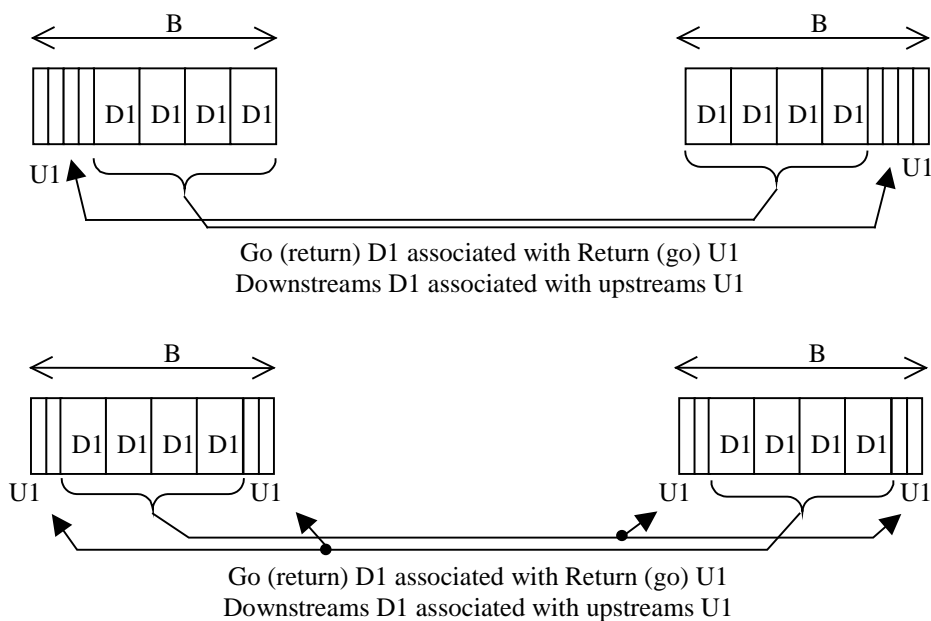 B B
D1 D1 D1 D1 D1 D1 D1 D1
U1 U1
Go (return) D1 associated with Return (go) U1
Downstreams D1 associated with upstreams U1
B B
D1 D1 D1 D1 D1 D1 D1 D1
U1 U1 U1 U1
Go (return) D1 associated with Return (go) U1
Downstreams D1 associated with upstreams U1